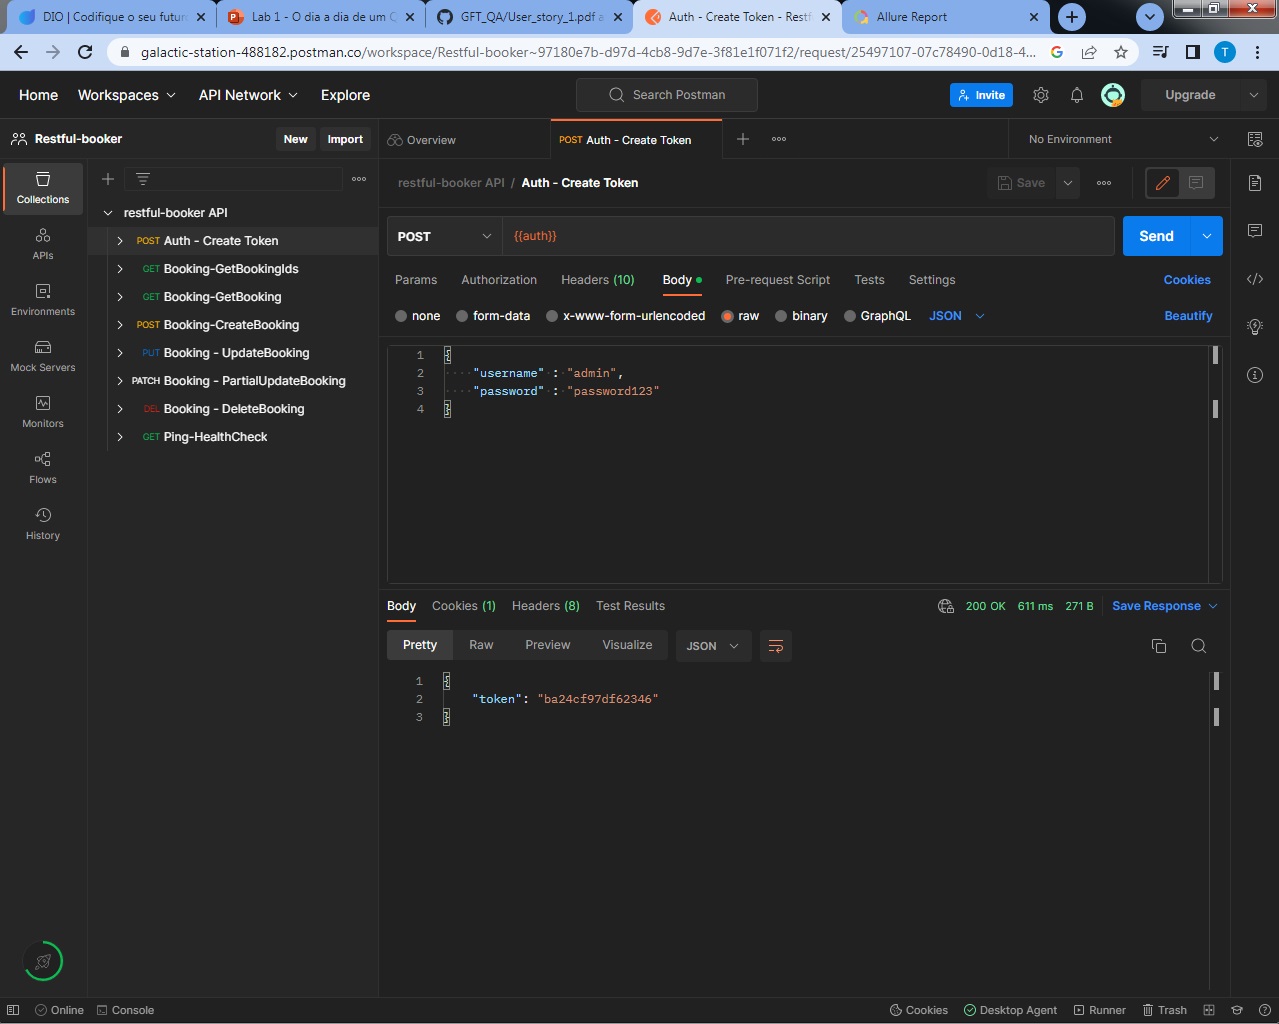 DIO | Codifique o seu futur
Lab 1 - O dia a dia de um Q
GFT_QA/User_story_1.pdf a
Auth - Create Token - Restf
Allure Report
galactic-station-488182.postman.co/workspace/Restful-booker~97180e7b-d97d-4cb8-9d7e-3f81e1f071f2/request/25497107-07c78490-0d18-4...
T
Home Workspaces API Network Explore
Search Postman
Invite
Upgrade
Restful-booker
New Import
Overview
POST Auth - Create Token
No Environment
Collections
APIs
Environments
Mock Servers
Monitors
Flows
History
restful-booker API
POST Auth - Create Token
GET Booking-GetBookingIds
GET Booking-GetBooking
POST Booking-CreateBooking
PUT Booking - UpdateBooking
PATCH Booking - PartialUpdateBooking
DEL Booking - DeleteBooking
GET Ping-HealthCheck
restful-booker API / Auth - Create Token
Save
POST {{auth}}
Send
Params Authorization Headers (10) Body Pre-request Script Tests Settings
Cookies
none form-data x-www-form-urlencoded raw binary GraphQL JSON
Beautify
1 {
2 "username" : "admin",
3 "password" : "password123"
4 }
Body Cookies (1) Headers (8) Test Results
200 OK 611 ms 271 B Save Response
Pretty Raw Preview Visualize JSON
1 {
2 "token": "ba24cf97df62346"
3 }
Online Console
Cookies Desktop Agent Runner Trash